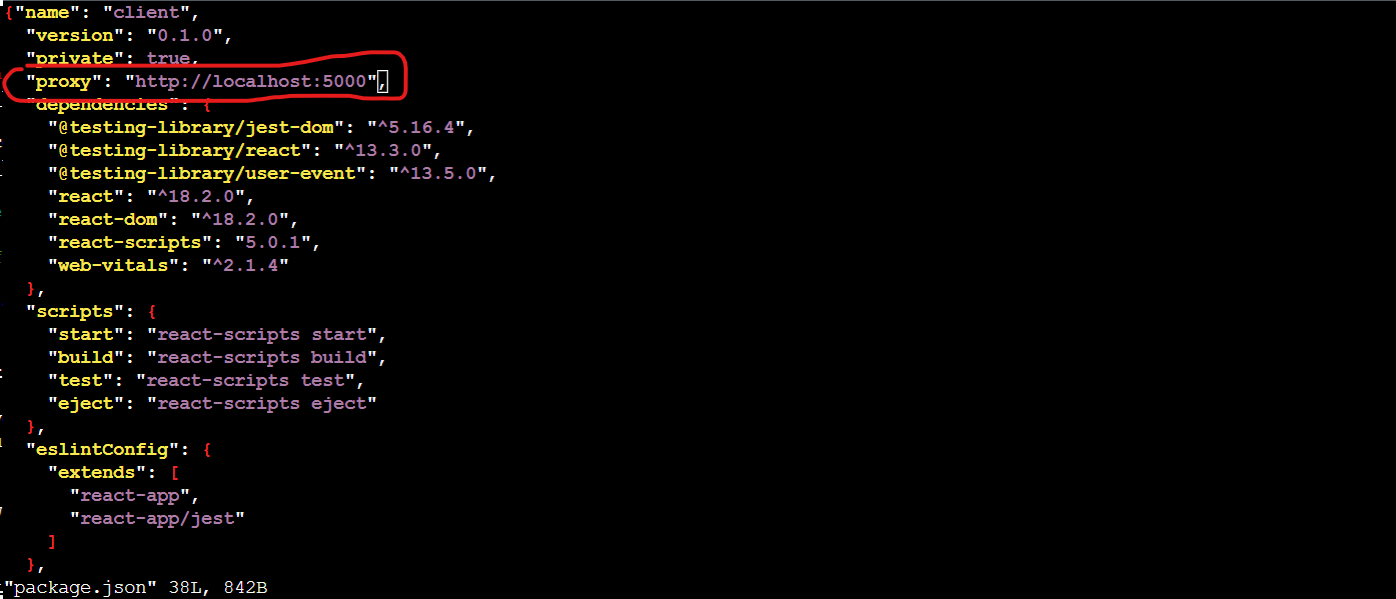 {"name": "client",
"version": "0.1.0",
"private": true,
"proxy": "http://localhost:5000",
"dependencies": {
"@testing-library/jest-dom": "^5.16.4",
"@testing-library/react": "^13.3.0",
"@testing-library/user-event": "^13.5.0",
"react": "^18.2.0",
"react-dom": "^18.2.0",
"react-scripts": "5.0.1",
"web-vitals": "^2.1.4"
},
"scripts": {
"start": "react-scripts start",
"build": "react-scripts build",
"test": "react-scripts test",
"eject": "react-scripts eject"
},
"eslintConfig": {
"extends": [
"react-app",
"react-app/jest"
]
},
"package.json" 38L, 842B